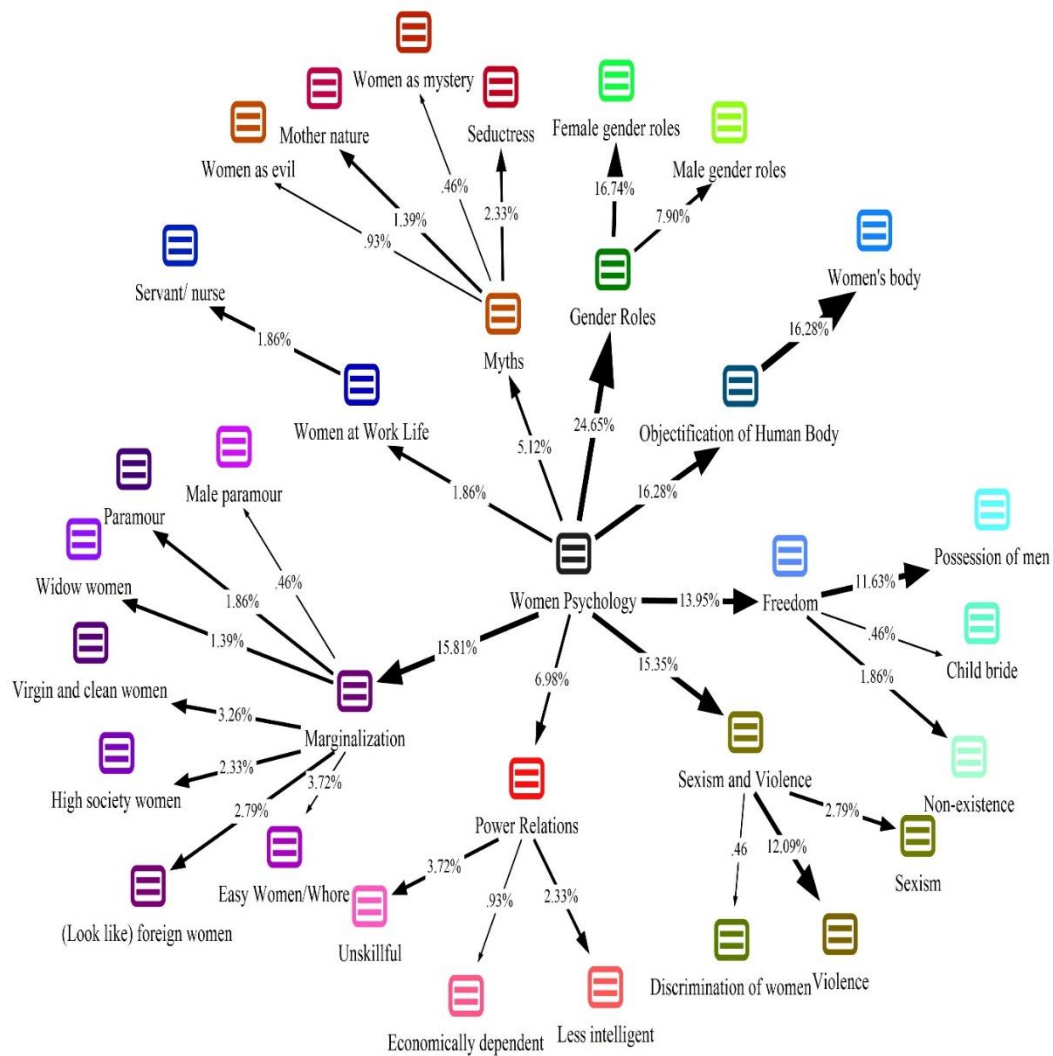 Women as mystery
Mother nature
Seductress
Women as evil
Female gender roles
Male gender roles
.46%
1.39%
2.33%
.93%
16.74%
7.90%
Servant/ nurse
Myths
Gender Roles
Women's body
1.86%
16.28%
Women at Work Life
5.12%
24.65%
Objectification of Human Body
1.86%
16.28%
Male paramour
Paramour
Widow women
Virgin and clean women
High society women
(Look like) foreign women
Easy Women/Whore
.46%
1.86%
1.39%
3.26%
2.33%
2.79%
3.72%
Marginalization
15.81%
Women Psychology
13.95%
Freedom
11.63%
Possession of men
.46%
Child bride
1.86%
Non-existence
6.98%
15.35%
Power Relations
3.72%
.93%
2.33%
Unskillful
Economically dependent
Less intelligent
Sexism and Violence
.46
12.09%
2.79%
Sexism
Discrimination of women
Violence